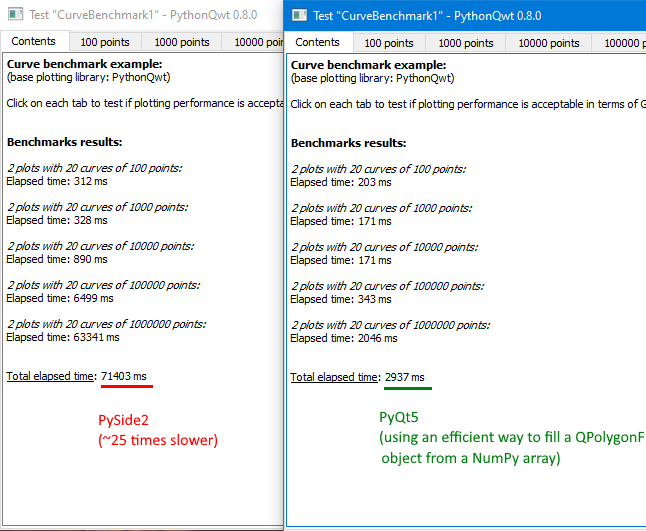 Test "CurveBenchmark1" - PythonQwt 0.8.0
Contents
100 points
1000 points
10000
Curve benchmark example:
(base plotting library: PythonQwt)
Click on each tab to test if plotting performance is accepta
Benchmarks results:
2 plots with 20 curves of 100 points:
Elapsed time: 312 ms
2 plots with 20 curves of 1000 points:
Elapsed time: 328 ms
2 plots with 20 curves of 10000 points:
Elapsed time: 890 ms
2 plots with 20 curves of 100000 points:
Elapsed time: 6499 ms
2 plots with 20 curves of 1000000 points:
Elapsed time: 63341 ms
Total elapsed time: 71403 ms
PySide2
(~25 times slower)
Test "CurveBenchmark1" - PythonQwt 0.8.0
Contents
100 points
1000 points
10000 points
100000 p
Curve benchmark example:
(base plotting library: PythonQwt)
Click on each tab to test if plotting performance is acceptable in terms of G
Benchmarks results:
2 plots with 20 curves of 100 points:
Elapsed time: 203 ms
2 plots with 20 curves of 1000 points:
Elapsed time: 171 ms
2 plots with 20 curves of 10000 points:
Elapsed time: 171 ms
2 plots with 20 curves of 100000 points:
Elapsed time: 343 ms
2 plots with 20 curves of 1000000 points:
Elapsed time: 2046 ms
Total elapsed time: 2937 ms
PyQt5
(using an efficient way to fill a QPolygonF
object from a NumPy array)